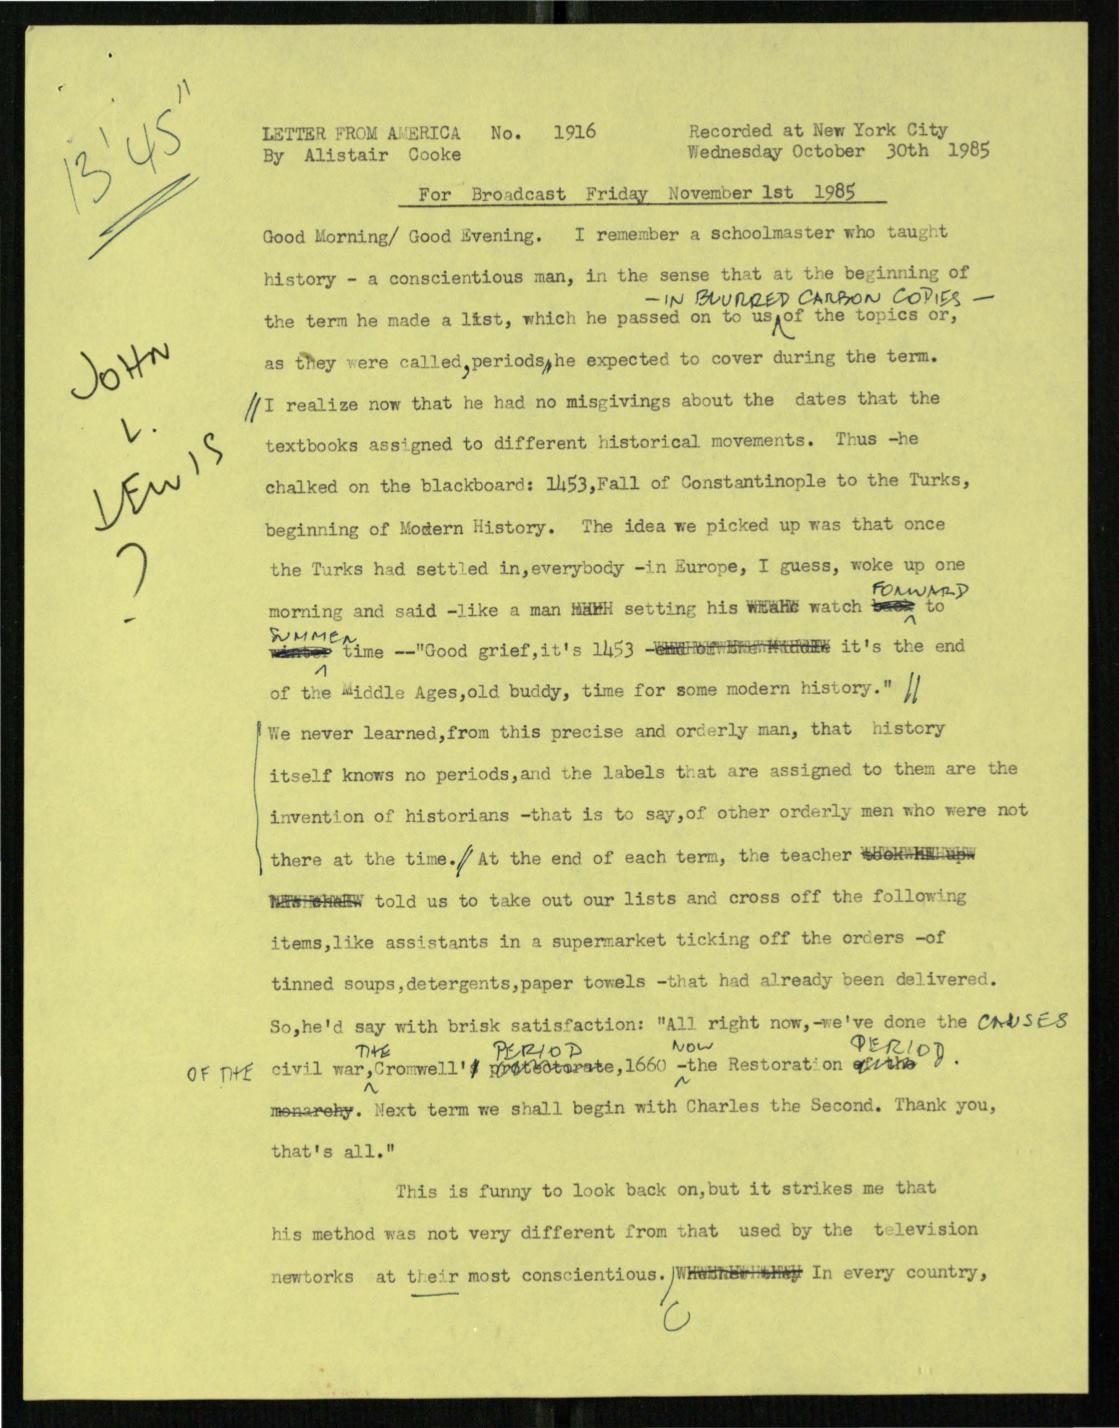 13' 45"
LETTER FROM AMERICA No. 1916 Recorded at New York City
By Alistair Cooke Wednesday October 30th 1985
For Broadcast Friday November 1st 1985
Good Morning/ Good Evening. I remember a schoolmaster who taught
history - a conscientious man, in the sense that at the beginning of
- IN BLURRED CARBON COPIES -
the term he made a list, which he passed on to us, of the topics or,
as they were called, periods, he expected to cover during the term.
JOHN
L.
LEWIS
?
// I realize now that he had no misgivings about the dates that the
textbooks assigned to different historical movements. Thus -he
chalked on the blackboard: 1453,Fall of Constantinople to the Turks,
beginning of Modern History. The idea we picked up was that once
the Turks had settled in,everybody -in Europe, I guess, woke up one
FORWARD
morning and said -like a man setting his watch back to
SUMMER
winter time --"Good grief,it's 1453 - end of the Middle it's the end
of the Middle Ages,old buddy, time for some modern history." //
We never learned,from this precise and orderly man, that history
itself knows no periods,and the labels that are assigned to them are the
invention of historians -that is to say,of other orderly men who were not
there at the time. // At the end of each term, the teacher took up
told us to take out our lists and cross off the following
items,like assistants in a supermarket ticking off the orders -of
tinned soups,detergents,paper towels -that had already been delivered.
So,he'd say with brisk satisfaction: "All right now,-we've done the CAUSES
THE PERIOD NOW PERIOD
OF THE civil war,Cromwell's protectorate,1660 -the Restoration of the .
monarchy. Next term we shall begin with Charles the Second. Thank you,
that's all."
This is funny to look back on,but it strikes me that
his method was not very different from that used by the television
newtorks at their most conscientious. Whether they In every country,